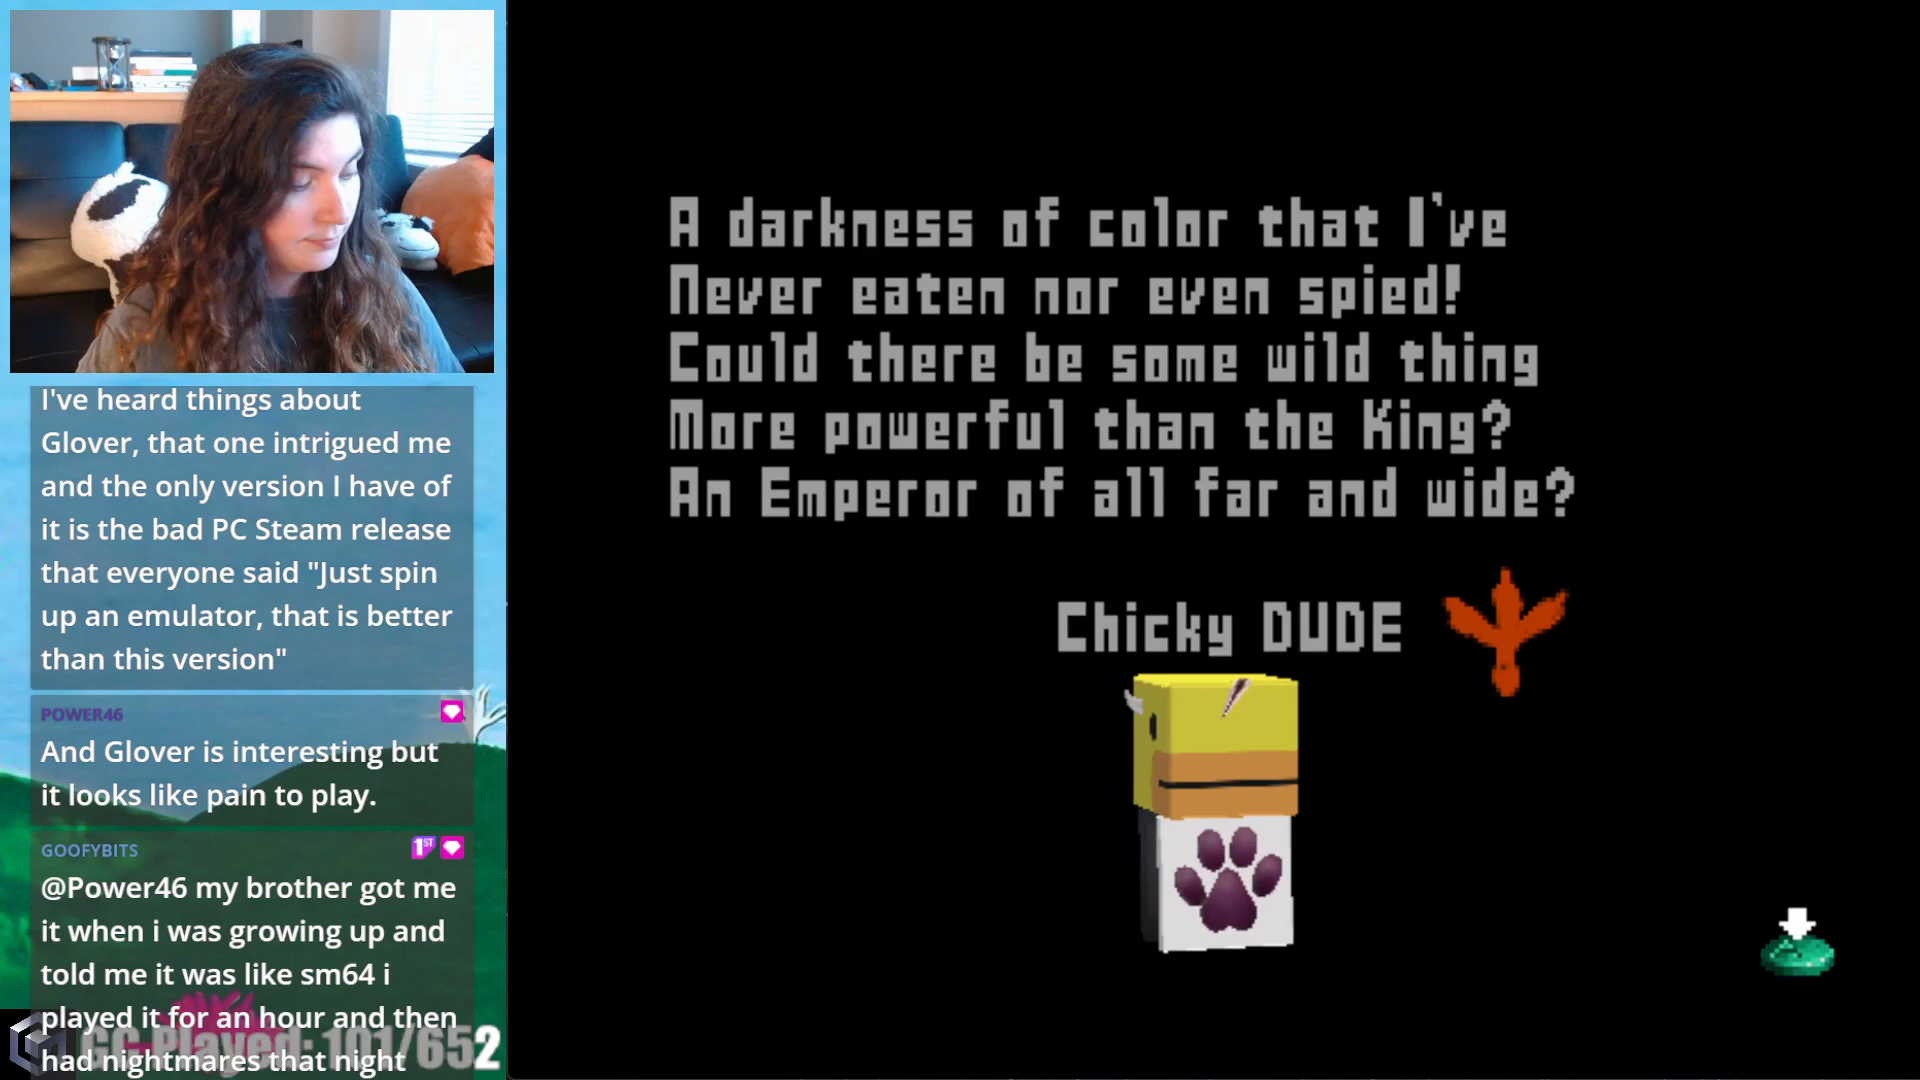 I've heard things about
Glover, that one intrigued me
and the only version I have of
it is the bad PC Steam release
that everyone said "Just spin
up an emulator, that is better
than this version"
POWER46
And Glover is interesting but
it looks like pain to play.
GOOFYBITS
1ST
@Power46 my brother got me
it when i was growing up and
told me it was like sm64 i
played it for an hour and then
had nightmares that night
GC Played: 101/652
A darkness of color that I've
Never eaten nor even spied!
Could there be some wild thing
More powerful than the King?
An Emperor of all far and wide?
Chicky DUDE